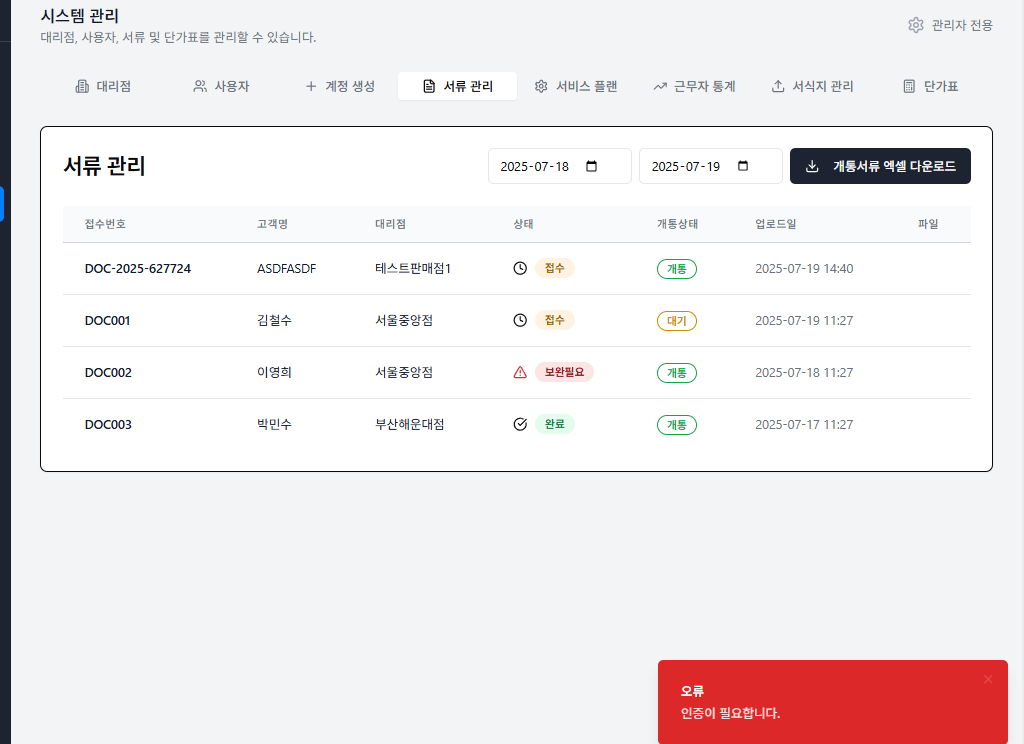 시스템 관리
대리점, 사용자, 서류 및 단가표를 관리할 수 있습니다.
관리자 전용
대리점 사용자 계정 생성 서류 관리 서비스 플랜 근무자 통계 서식지 관리 단가표
서류 관리
2025-07-18 2025-07-19 개통서류 엑셀 다운로드
접수번호 고객명 대리점 상태 개통상태 업로드일 파일
DOC-2025-627724 ASDFASDF 테스트판매점1 접수 개통 2025-07-19 14:40
DOC001 김철수 서울중앙점 접수 대기 2025-07-19 11:27
DOC002 이영희 서울중앙점 보완필요 개통 2025-07-18 11:27
DOC003 박민수 부산해운대점 완료 개통 2025-07-17 11:27
오류
인증이 필요합니다.